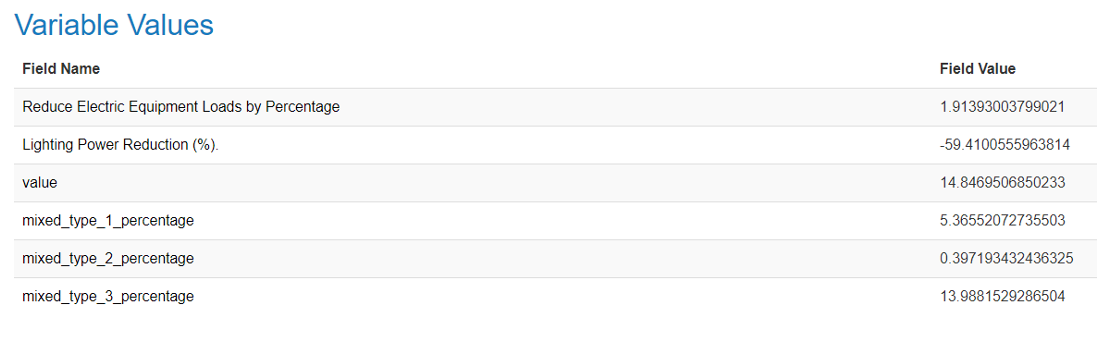 Variable Values
Field Name Field Value
Reduce Electric Equipment Loads by Percentage 1.91393003799021
Lighting Power Reduction (%). -59.4100555963814
value 14.8469506850233
mixed_type_1_percentage 5.36552072735503
mixed_type_2_percentage 0.397193432436325
mixed_type_3_percentage 13.9881529286504